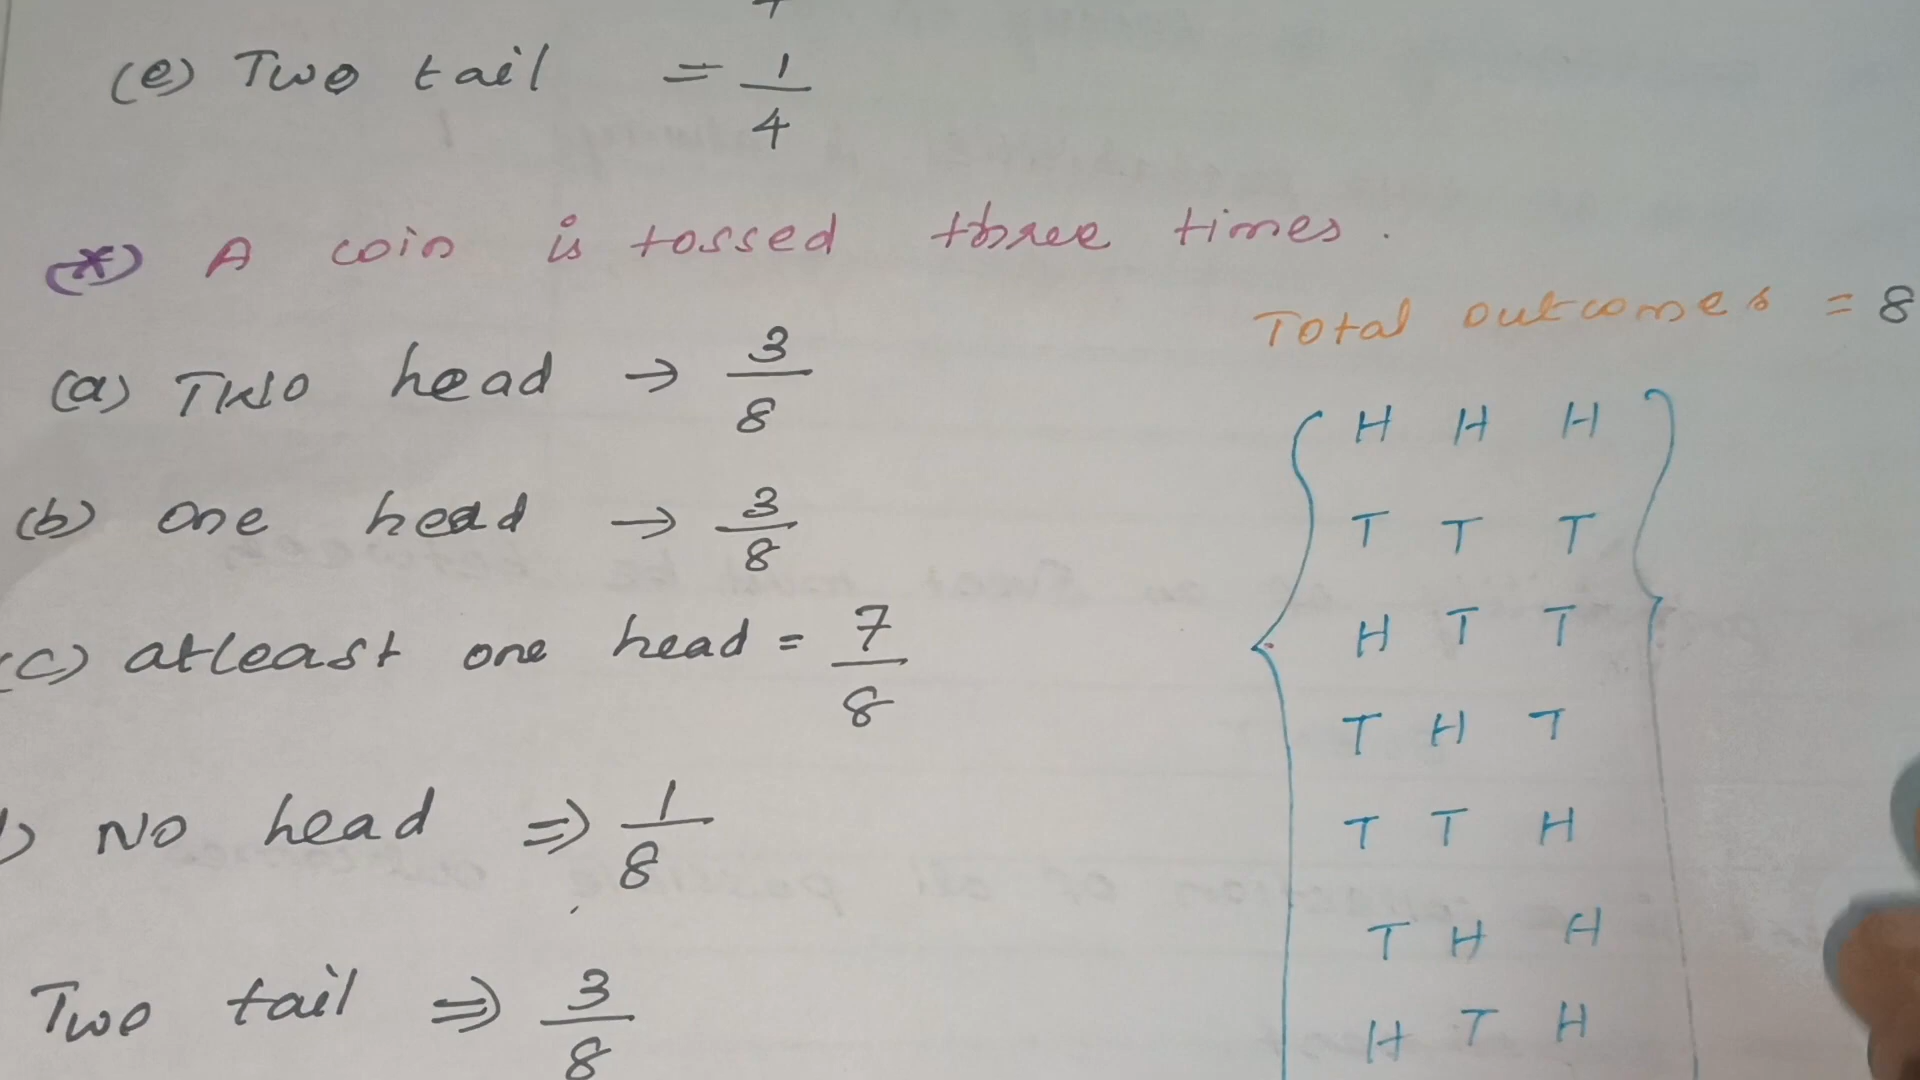 (e) Two tail = 1/4
(*) A coin is tossed three times.
Total outcomes = 8
(a) Two head → 3/8
(b) one head → 3/8
(c) atleast one head = 7/8
) No head ⇒ 1/8
Two tail ⇒ 3/8
{ H H H }
T T T
H T T
T H T
T T H
T H H
H T H